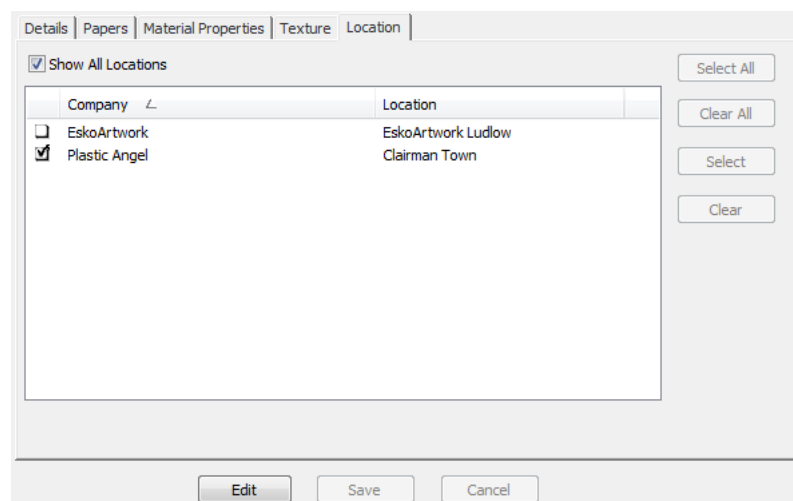 Details Papers Material Properties Texture Location
Show All Locations
Select All
Company Location
Clear All
EskoArtwork EskoArtwork Ludlow
Plastic Angel Clairman Town
Select
Clear
Edit Save Cancel